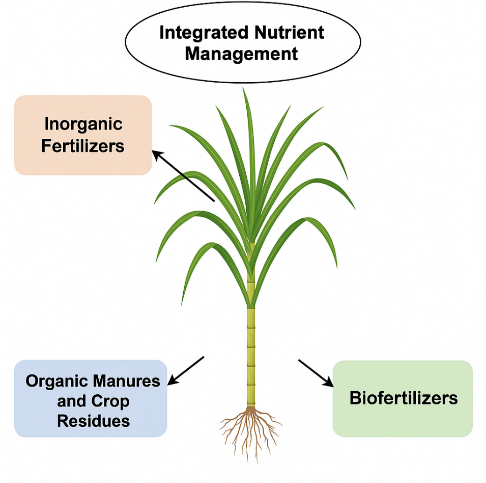 Integrated Nutrient
Management
Inorganic
Fertilizers
Organic Manures
and Crop
Residues
Biofertilizers